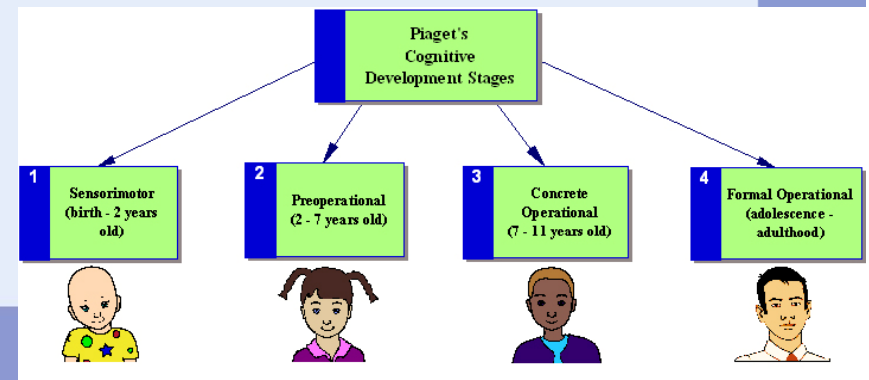 Piaget's
Cognitive
Development Stages
1
Sensorimotor
(birth - 2 years
old)
2
Preoperational
(2 - 7 years old)
3
Concrete
Operational
(7 - 11 years old)
4
Formal Operational
(adolescence -
adulthood)